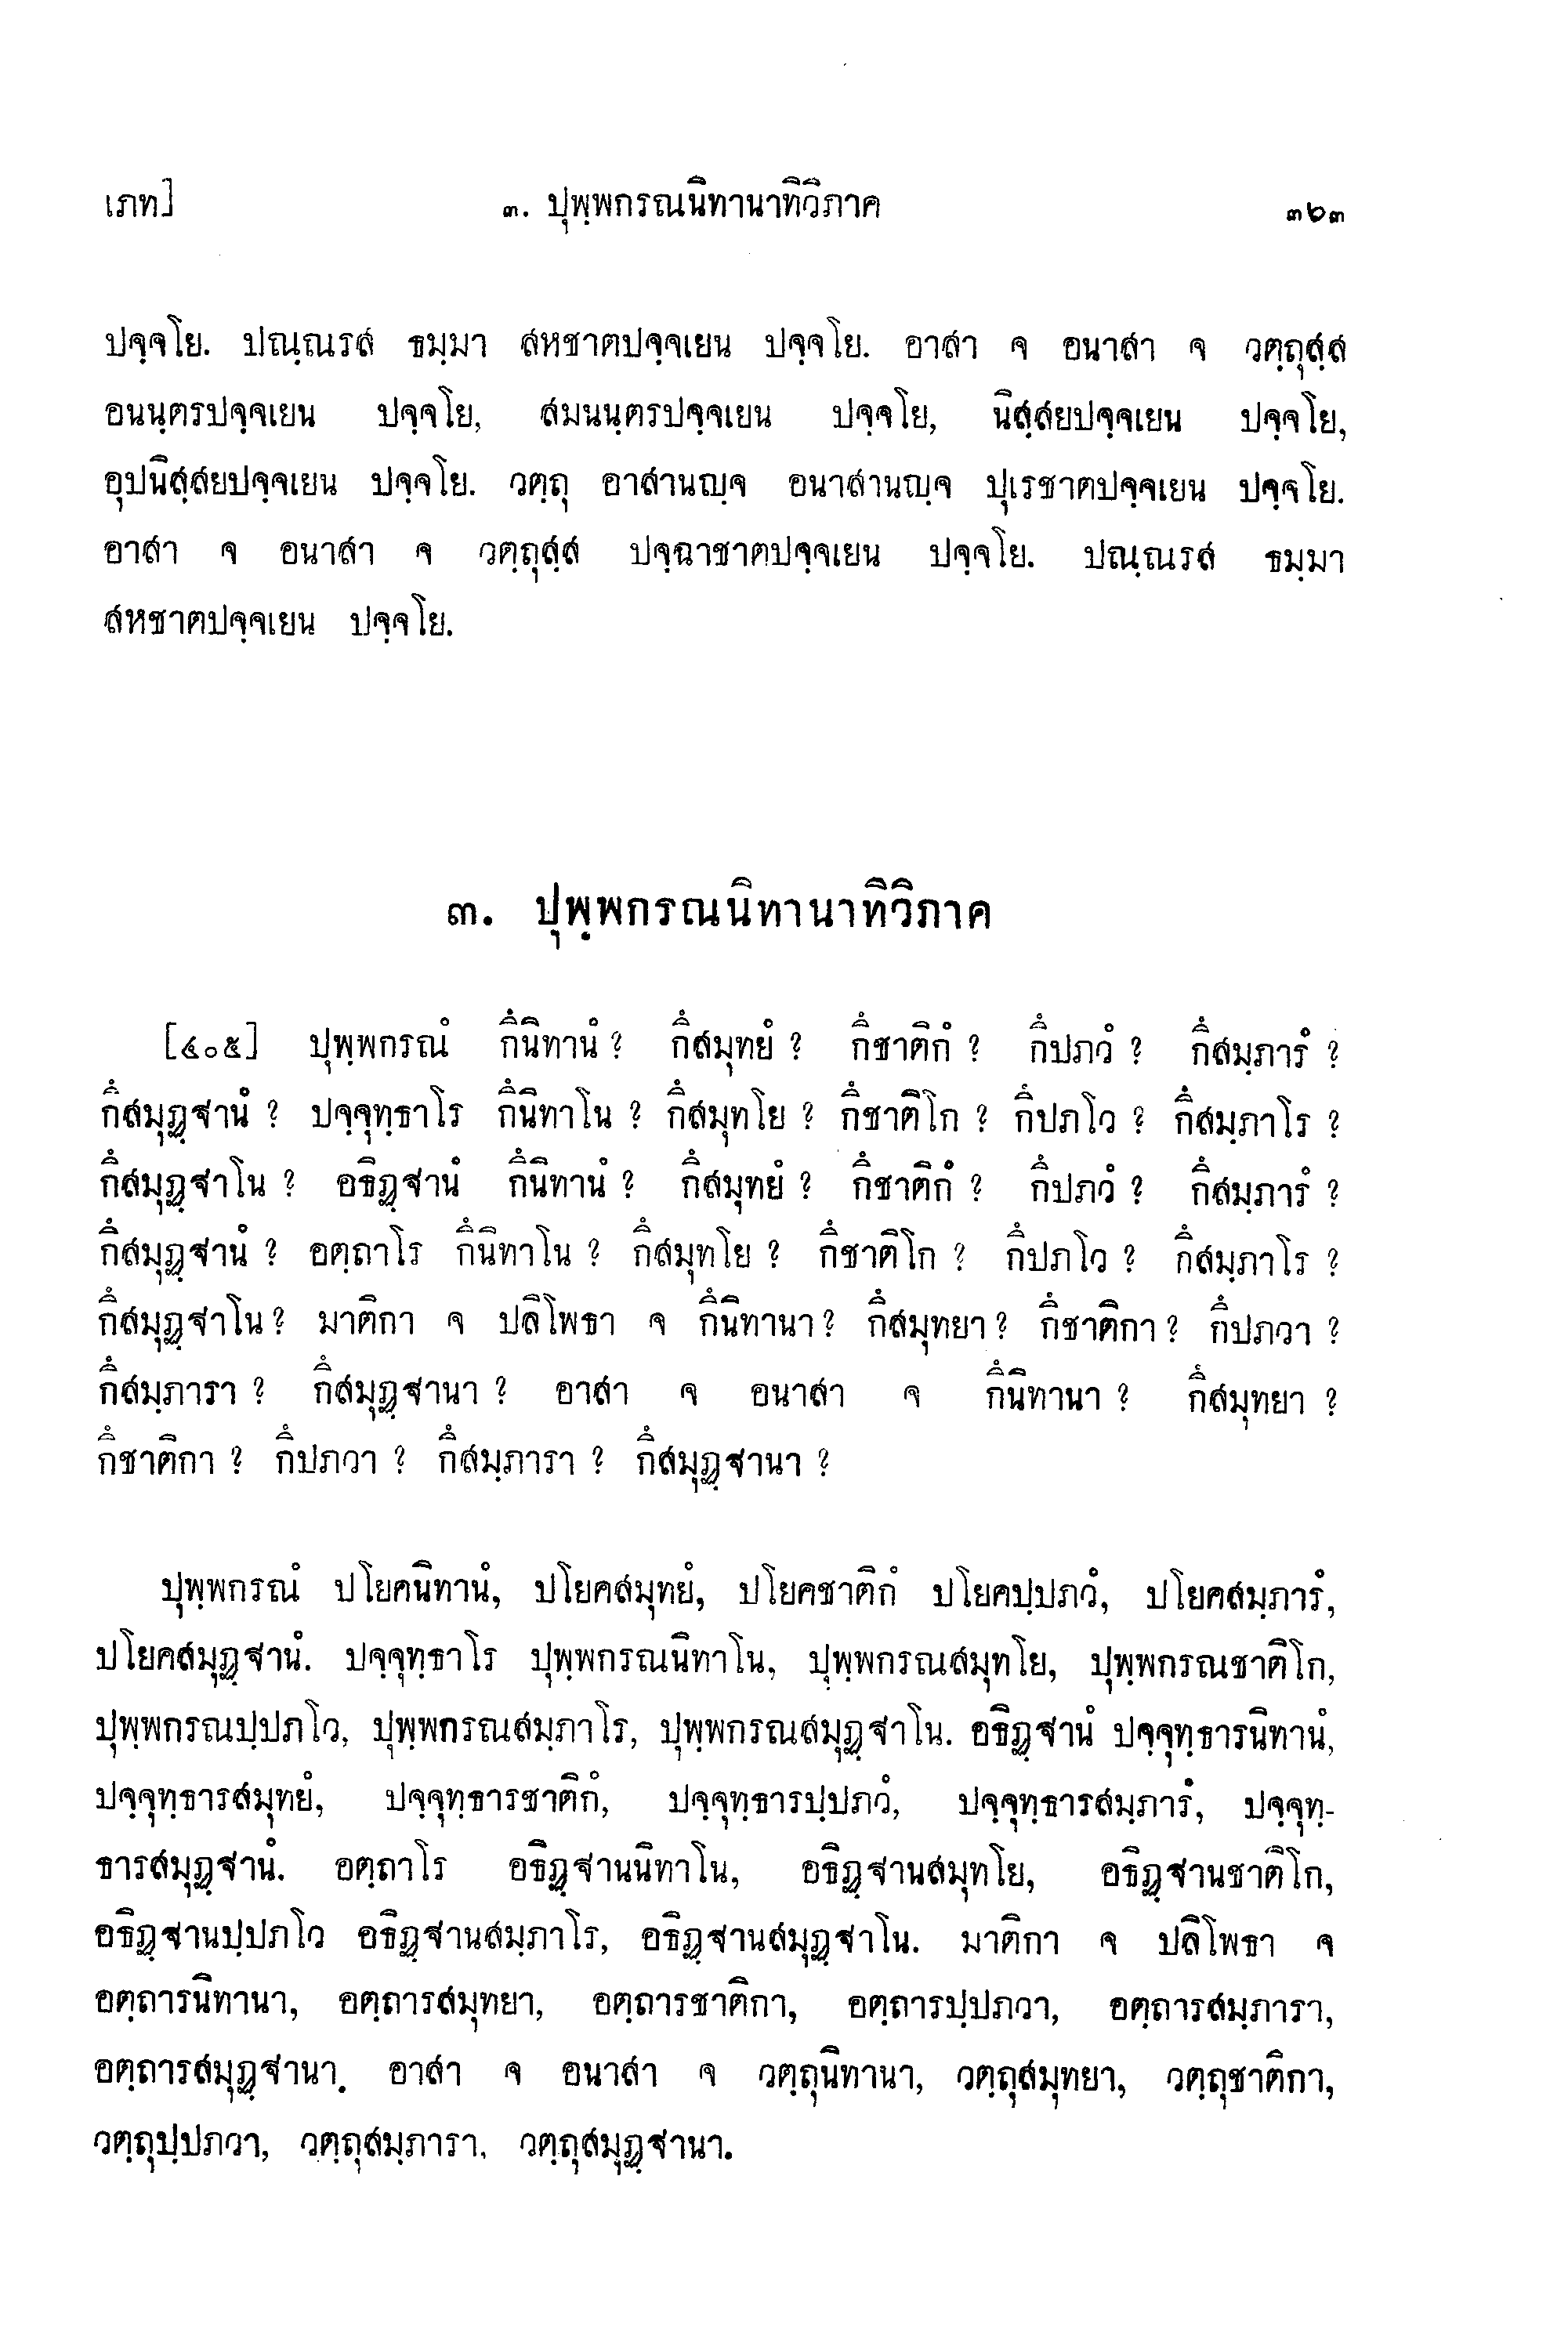 เภท]	๓. ปุพฺพกรณนิทานาทิวิภาค	๓๒๓
ปจฺจโย. ปณฺณรส ธมฺมา สหชาตปจฺจเยน ปจฺจโย. อาสา จ อนาสา จ วตฺถุสฺส
อนนฺตรปจฺจเยน ปจฺจโย, สมนนฺตรปจฺจเยน ปจฺจโย, นิสฺสยปจฺจเยน ปจฺจโย,
อุปนิสฺสยปจฺจเยน ปจฺจโย. วตฺถุ อาสานญฺจ อนาสานญฺจ ปุเรชาตปจฺจเยน ปจฺจโย.
อาสา จ อนาสา จ วตฺถุสฺส ปจฺฉาชาตปจฺจเยน ปจฺจโย. ปณฺณรส ธมฺมา
สหชาตปจฺจเยน ปจฺจโย.
๓. ปุพฺพกรณนิทานาทิวิภาค
[๔๐๕] ปุพฺพกรณํ กึนิทานํ ? กึสมุทยํ ? กึชาติกํ ? กึปภวํ ? กึสมฺภารํ ?
กึสมุฏฺฐานํ ? ปจฺจุทฺธาโร กึนิทาโน ? กึสมุทโย ? กึชาติโก ? กึปภโว ? กึสมฺภาโร ?
กึสมุฏฺฐาโน ? อธิฏฺฐานํ กึนิทานํ ? กึสมุทยํ ? กึชาติกํ ? กึปภวํ ? กึสมฺภารํ ?
กึสมุฏฺฐานํ ? อตฺถาโร กึนิทาโน ? กึสมุทโย ? กึชาติโก ? กึปภโว ? กึสมฺภาโร ?
กึสมุฏฺฐาโน ? มาติกา จ ปลิโพธา จ กึนิทานา ? กึสมุทยา ? กึชาติกา ? กึปภวา ?
กึสมฺภารา ? กึสมุฏฺฐานา ? อาสา จ อนาสา จ กึนิทานา ? กึสมุทยา ?
กึชาติกา ? กึปภวา ? กึสมฺภารา ? กึสมุฏฺฐานา ?
ปุพฺพกรณํ ปโยคนิทานํ, ปโยคสมุทยํ, ปโยคชาติกํ ปโยคปฺปภวํ, ปโยคสมฺภารํ,
ปโยคสมุฏฺฐานํ. ปจฺจุทฺธาโร ปุพฺพกรณนิทาโน, ปุพฺพกรณสมุทโย, ปุพฺพกรณชาติโก,
ปุพฺพกรณปฺปภโว, ปุพฺพกรณสมฺภาโร, ปุพฺพกรณสมุฏฺฐาโน. อธิฏฺฐานํ ปจฺจุทฺธารนิทานํ,
ปจฺจุทฺธารสมุทยํ, ปจฺจุทฺธารชาติกํ, ปจฺจุทฺธารปฺปภวํ, ปจฺจุทฺธารสมฺภารํ, ปจฺจุทฺ-
ธารสมุฏฺฐานํ. อตฺถาโร อธิฏฺฐานนิทาโน, อธิฏฺฐานสมุทโย, อธิฏฺฐานชาติโก,
อธิฏฺฐานปฺปภโว อธิฏฺฐานสมฺภาโร, อธิฏฺฐานสมุฏฺฐาโน. มาติกา จ ปลิโพธา จ
อตฺถารนิทานา, อตฺถารสมุทยา, อตฺถารชาติกา, อตฺถารปฺปภวา, อตฺถารสมฺภารา,
อตฺถารสมุฏฺฐานา. อาสา จ อนาสา จ วตฺถุนิทานา, วตฺถุสมุทยา, วตฺถุชาติกา,
วตฺถุปฺปภวา, วตฺถุสมฺภารา, วตฺถุสมุฏฺฐานา.